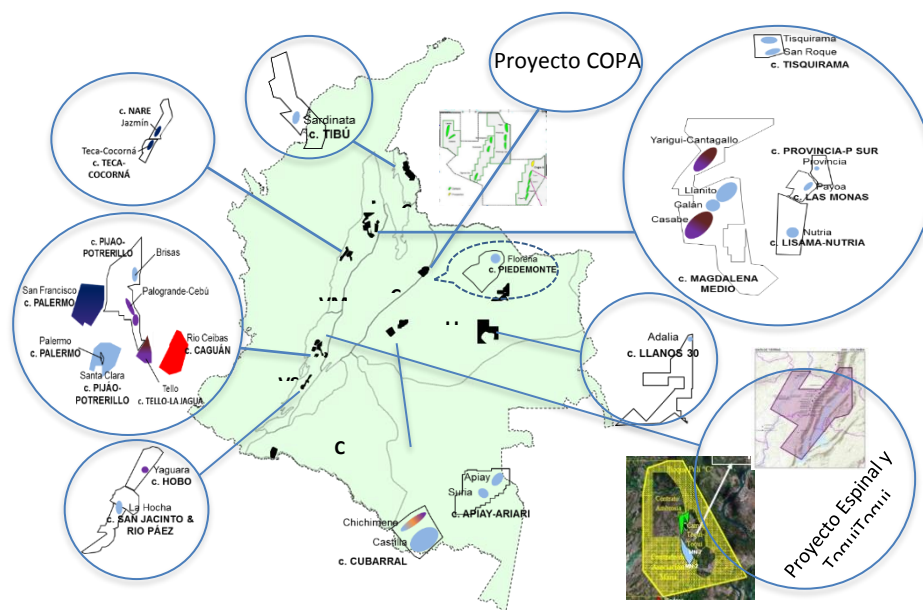 Proyecto COPA
Sardinata
c. TIBÚ
c. NARE
Jazmín
Teca-Cocorná
c. TECA-
COCORNÁ
Tisquirama
San Roque
c. TISQUIRAMA
Yarigui-Cantagallo
c. PROVINCIA-P SUR
Provincia
Payoa
c. LAS MONAS
Llanito
Galán
Casabe
Nutria
c. LISAMA-NUTRIA
c. MAGDALENA
MEDIO
c. PIJAO-
POTRERILLO
Brisas
San Francisco
c. PALERMO
Palogrande-Cebú
Palermo
c. PALERMO
Rio Ceibas
c. CAGUÁN
Santa Clara
c. PIJAO-
POTRERILLO
Tello
c. TELLO-LA JAGUA
Floreña
c. PIEDEMONTE
Adalia
c. LLANOS 30
Yaguara
c. HOBO
La Hocha
c. SAN JACINTO &
RIO PÁEZ
C
Apiay
Suria
c. APIAY-ARIARI
Chichimene
Castilla
c. CUBARRAL
Proyecto Espinal y
ToquiToqui